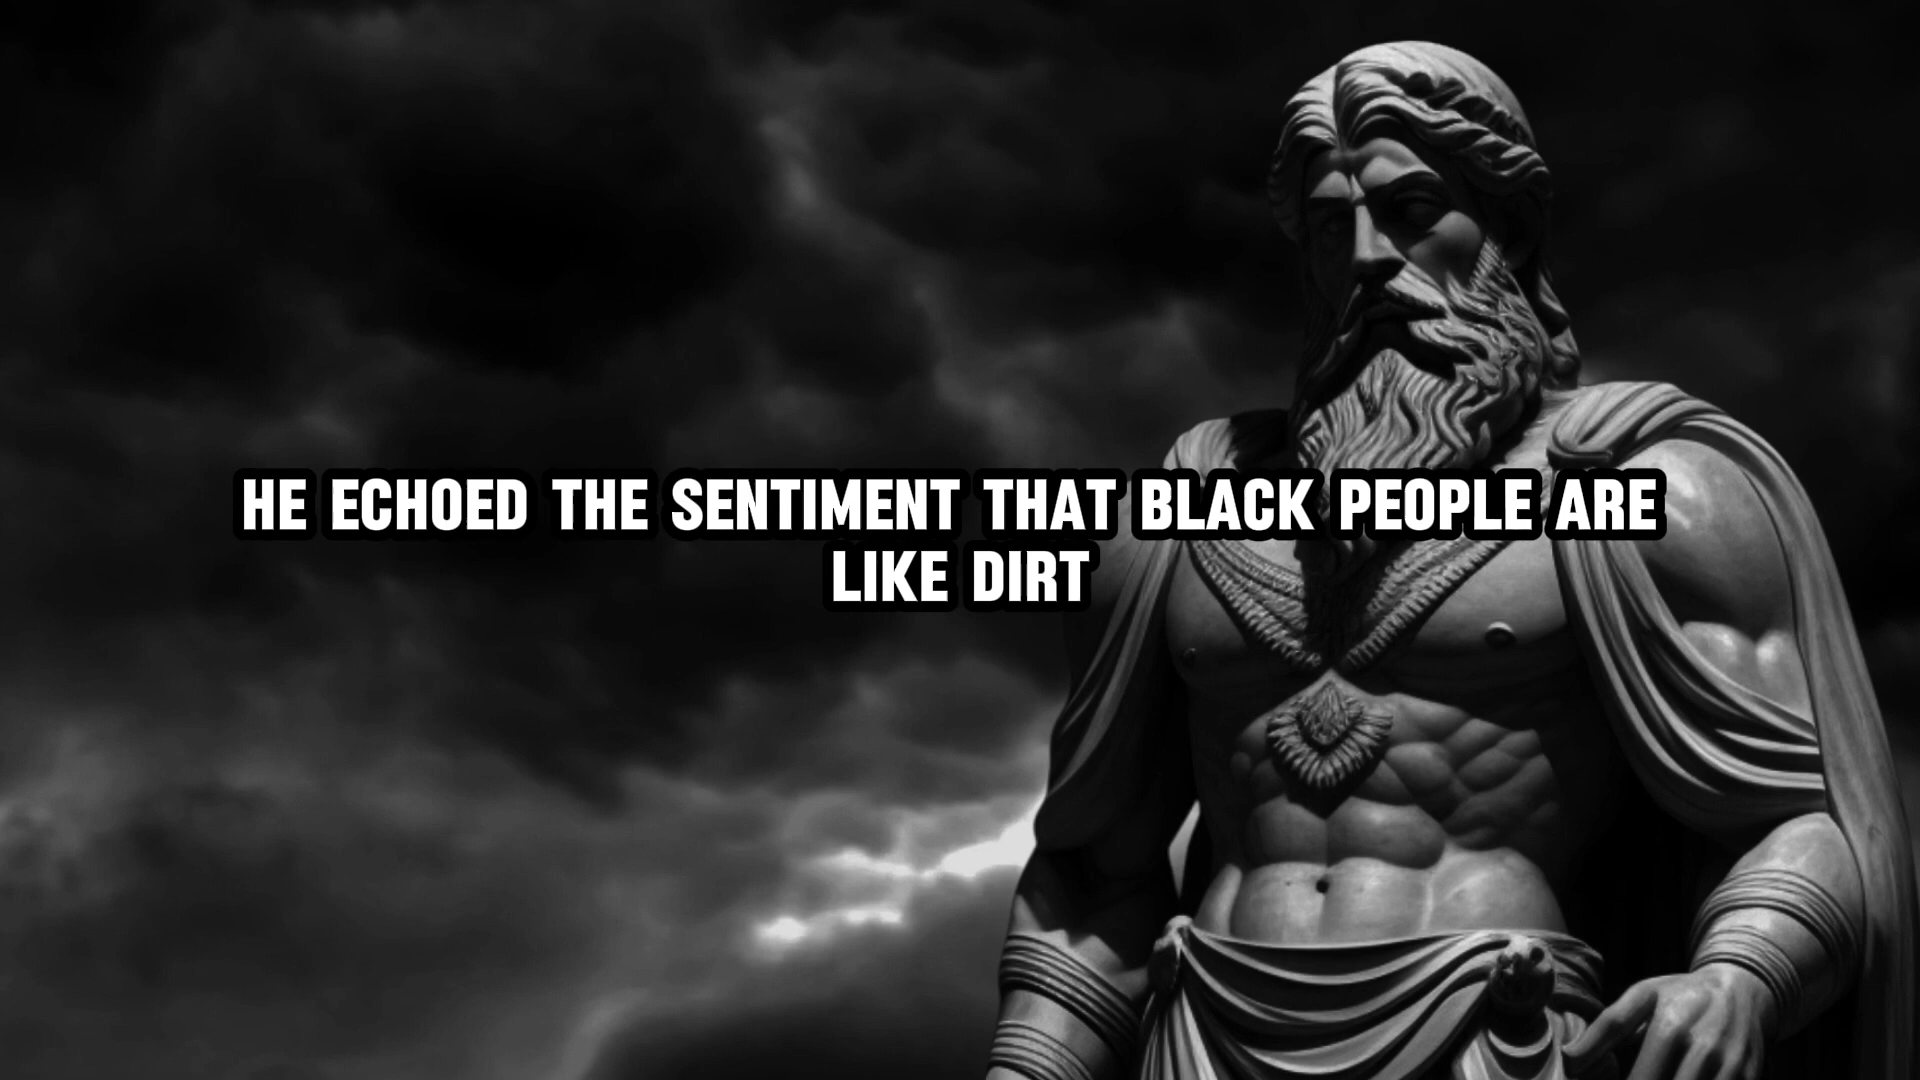 HE ECHOED THE SENTIMENT THAT BLACK PEOPLE ARE
LIKE DIRT